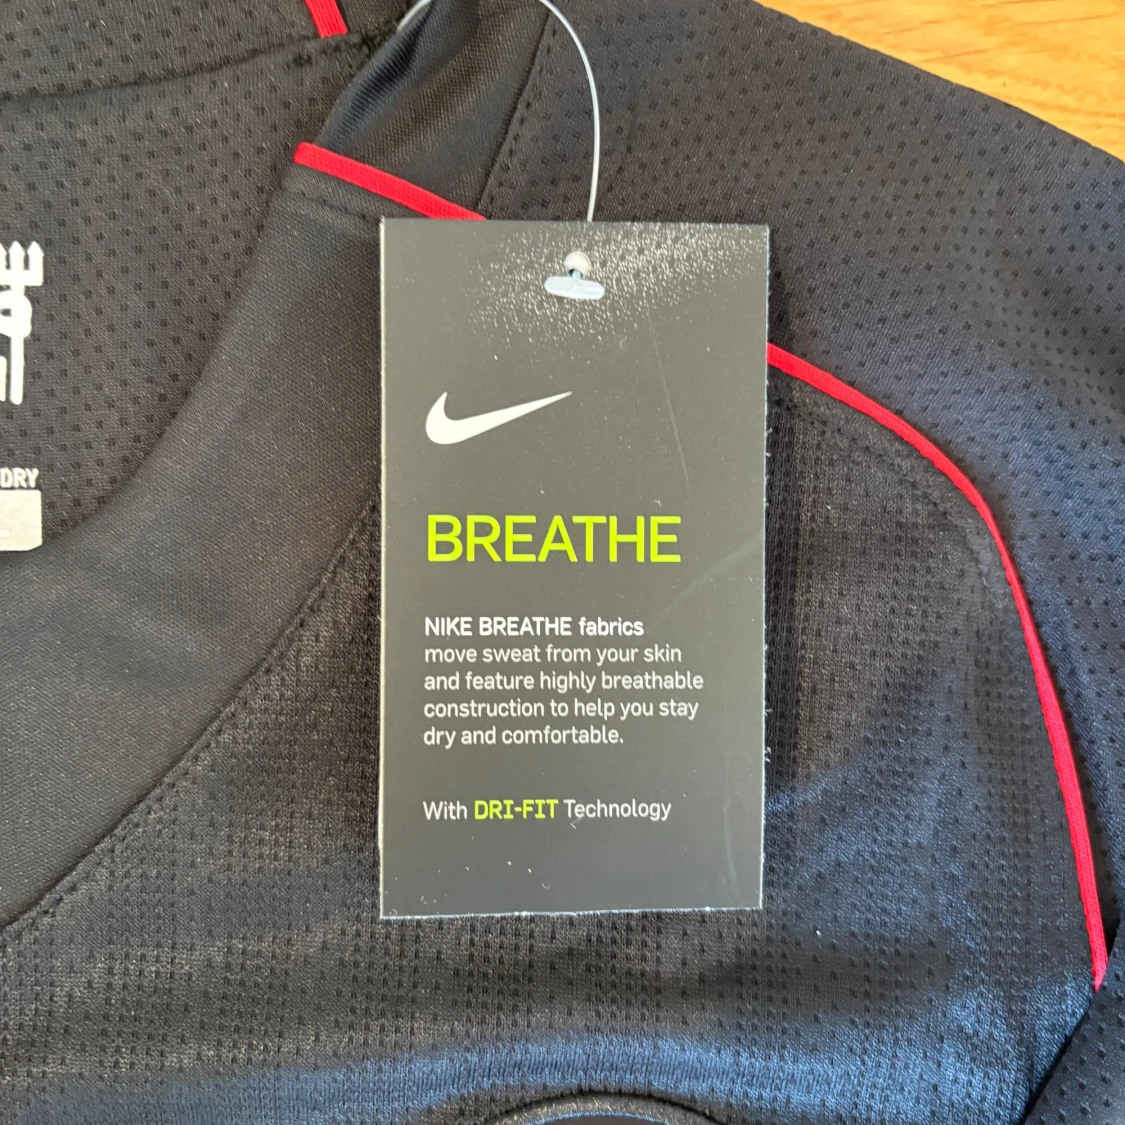 DRY
BREATHE
NIKE BREATHE fabrics
move sweat from your skin
and feature highly breathable
construction to help you stay
dry and comfortable.
With DRI-FIT Technology